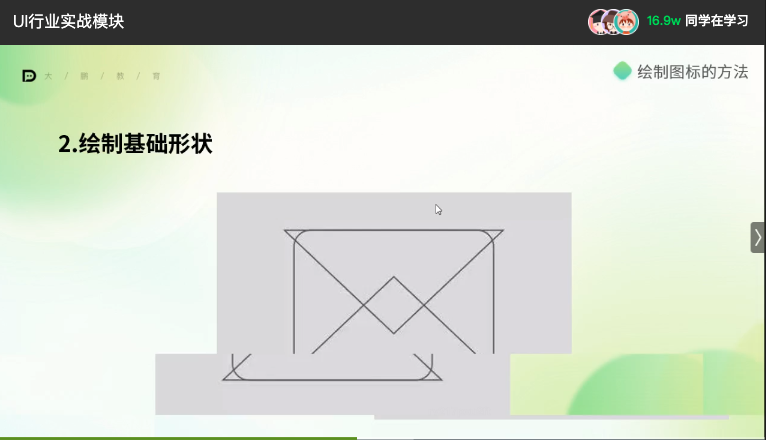 UI行业实战模块
16.9w 同学在学习
大 / 鹏 / 教 / 育
绘制图标的方法
2.绘制基础形状